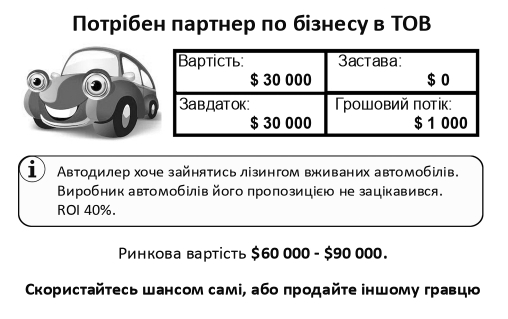 Потрібен партнер по бізнесу в ТОВ
Вартість:
$ 30 000
Застава:
$ 0
Завдаток:
$ 30 000
Грошовий потік:
$ 1 000
i
Автодилер хоче зайнятись лізингом вживаних автомобілів.
Виробник автомобілів його пропозицією не зацікавився.
ROI 40%.
Ринкова вартість $60 000 - $90 000.
Скористайтесь шансом самі, або продайте іншому гравцю